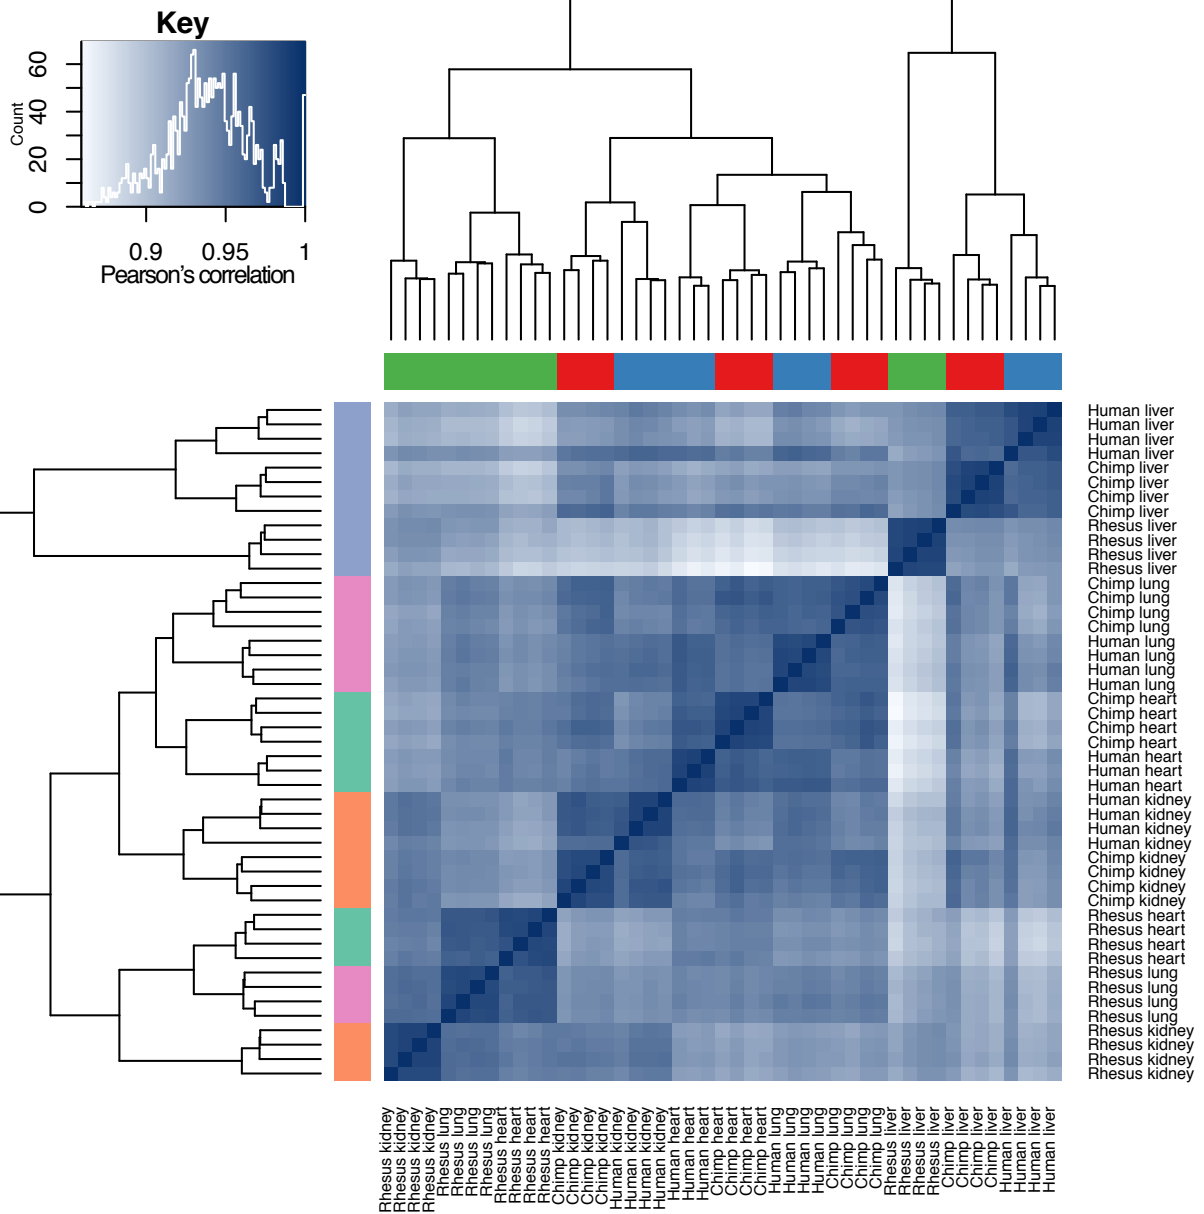 Key
Count
60
40
20
0
0.9
0.95
1
Pearson's correlation
Human liver
Human liver
Human liver
Human liver
Chimp liver
Chimp liver
Chimp liver
Chimp liver
Rhesus liver
Rhesus liver
Rhesus liver
Rhesus liver
Chimp lung
Chimp lung
Chimp lung
Chimp lung
Human lung
Human lung
Human lung
Human lung
Chimp heart
Chimp heart
Chimp heart
Chimp heart
Human heart
Human heart
Human heart
Human kidney
Human kidney
Human kidney
Human kidney
Chimp kidney
Chimp kidney
Chimp kidney
Chimp kidney
Rhesus heart
Rhesus heart
Rhesus heart
Rhesus heart
Rhesus lung
Rhesus lung
Rhesus lung
Rhesus lung
Rhesus kidney
Rhesus kidney
Rhesus kidney
Rhesus kidney
Rhesus kidney
Rhesus kidney
Rhesus kidney
Rhesus kidney
Rhesus lung
Rhesus lung
Rhesus lung
Rhesus lung
Rhesus heart
Rhesus heart
Rhesus heart
Rhesus heart
Chimp kidney
Chimp kidney
Chimp kidney
Chimp kidney
Human kidney
Human kidney
Human kidney
Human kidney
Human heart
Human heart
Human heart
Chimp heart
Chimp heart
Chimp heart
Chimp heart
Human lung
Human lung
Human lung
Human lung
Chimp lung
Chimp lung
Chimp lung
Chimp lung
Rhesus liver
Rhesus liver
Rhesus liver
Rhesus liver
Chimp liver
Chimp liver
Chimp liver
Chimp liver
Human liver
Human liver
Human liver
Human liver